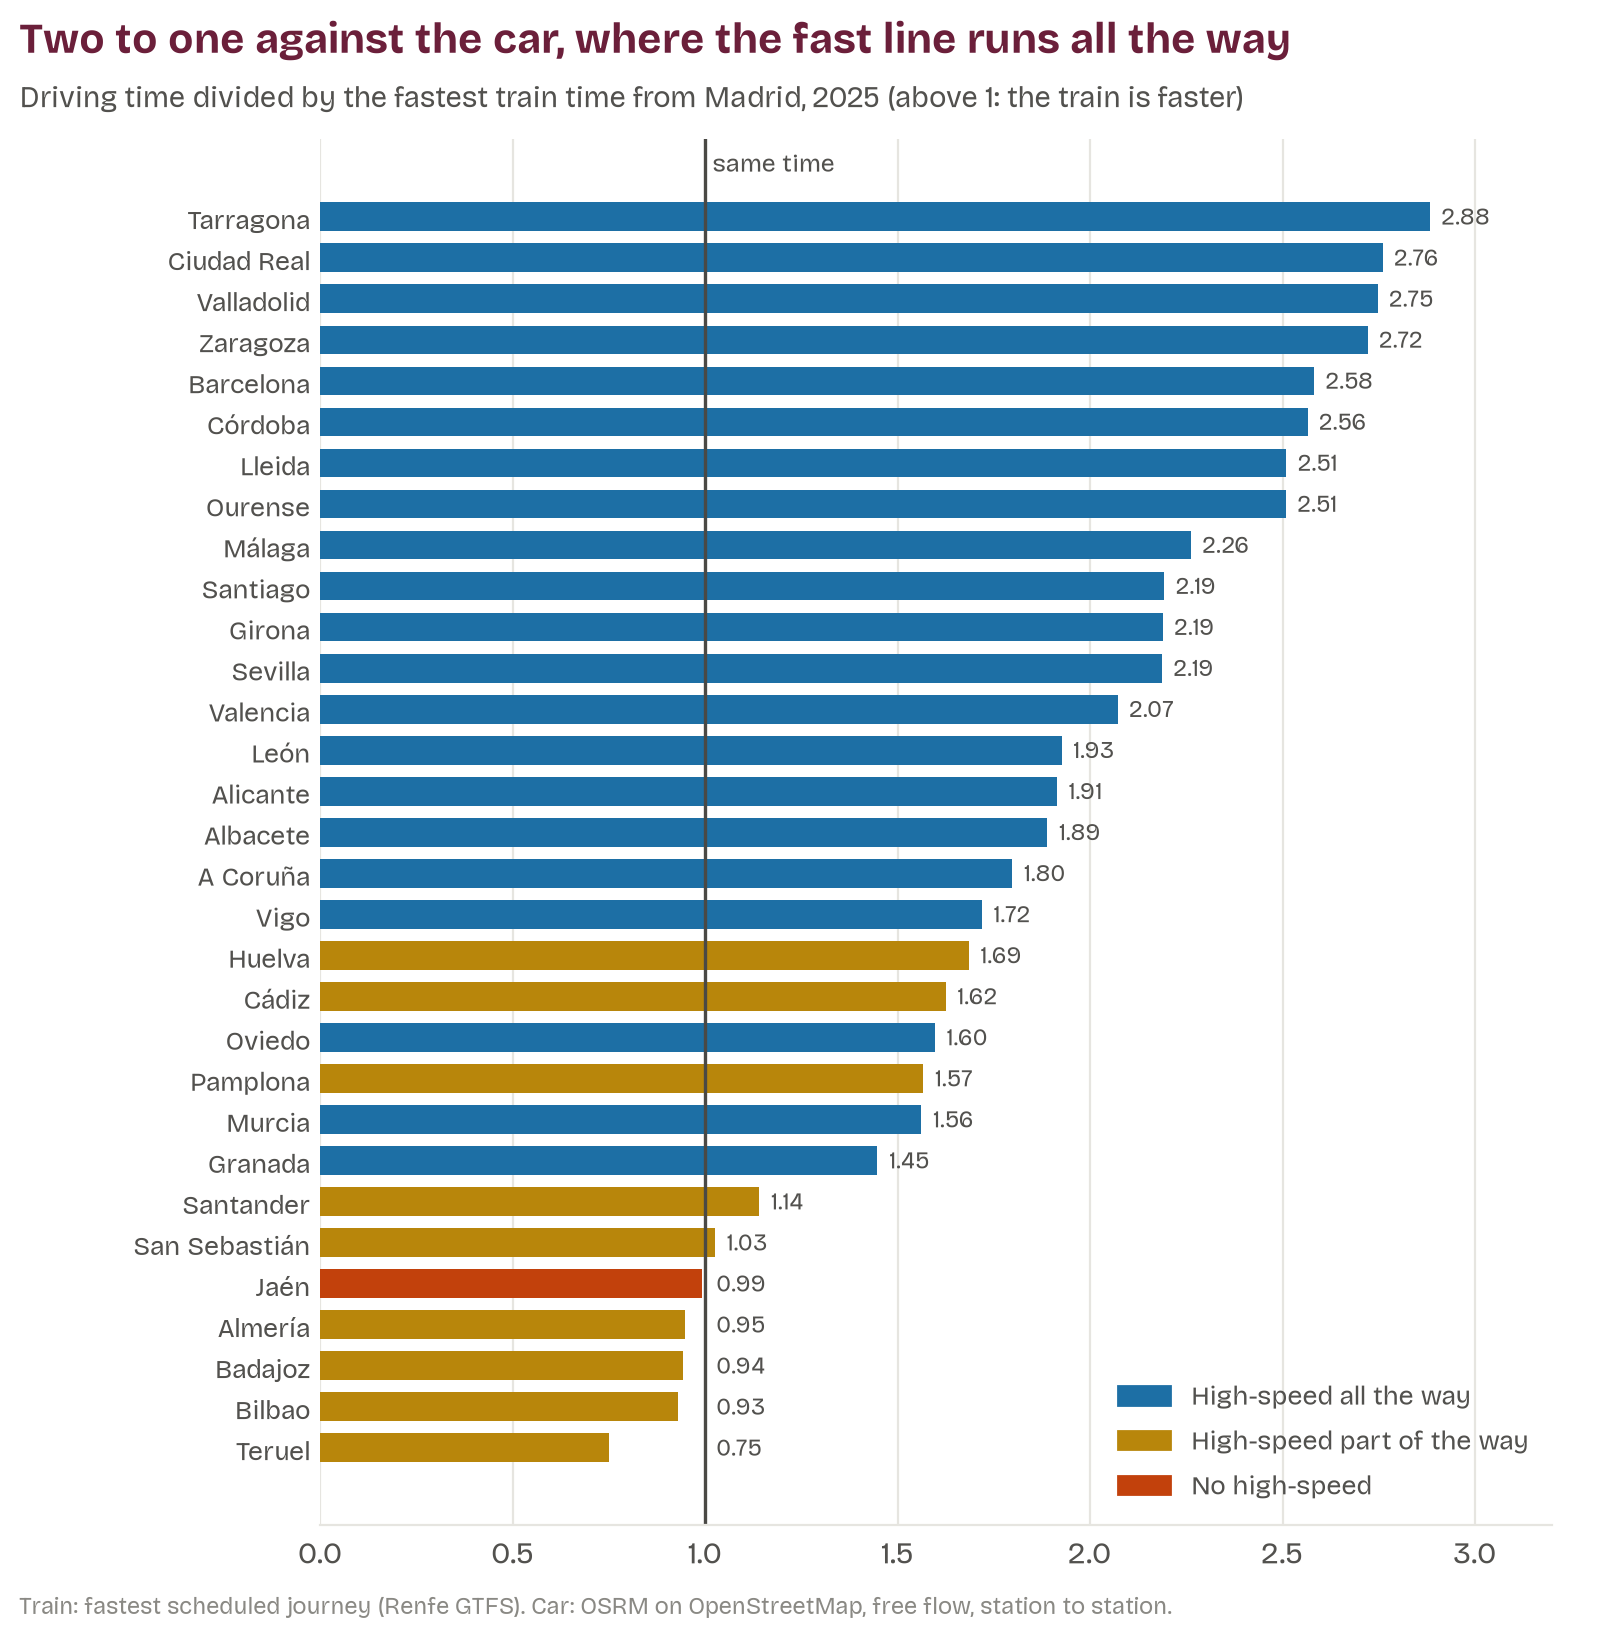 Two to one against the car, where the fast line runs all the way
Driving time divided by the fastest train time from Madrid, 2025 (above 1: the train is faster)
same time
Tarragona 2.88
Ciudad Real 2.76
Valladolid 2.75
Zaragoza 2.72
Barcelona 2.58
Córdoba 2.56
Lleida 2.51
Ourense 2.51
Málaga 2.26
Santiago 2.19
Girona 2.19
Sevilla 2.19
Valencia 2.07
León 1.93
Alicante 1.91
Albacete 1.89
A Coruña 1.80
Vigo 1.72
Huelva 1.69
Cádiz 1.62
Oviedo 1.60
Pamplona 1.57
Murcia 1.56
Granada 1.45
Santander 1.14
San Sebastián 1.03
Jaén 0.99
Almería 0.95
Badajoz 0.94
Bilbao 0.93
Teruel 0.75
High-speed all the way
High-speed part of the way
No high-speed
0.0 0.5 1.0 1.5 2.0 2.5 3.0
Train: fastest scheduled journey (Renfe GTFS). Car: OSRM on OpenStreetMap, free flow, station to station.